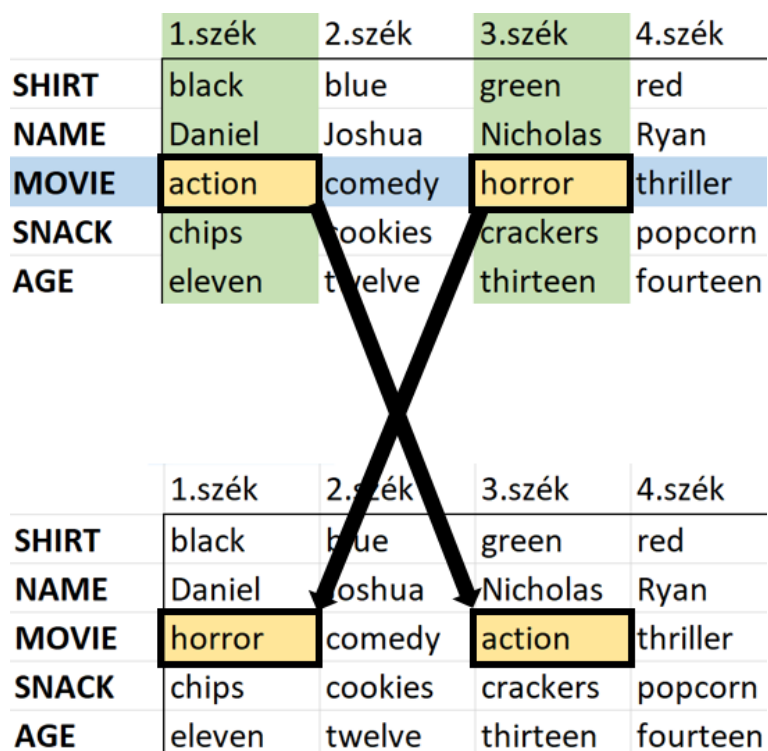 1.szék 2.szék 3.szék 4.szék
SHIRT black blue green red
NAME Daniel Joshua Nicholas Ryan
MOVIE action comedy horror thriller
SNACK chips cookies crackers popcorn
AGE eleven twelve thirteen fourteen
1.szék 2.szék 3.szék 4.szék
SHIRT black blue green red
NAME Daniel Joshua Nicholas Ryan
MOVIE horror comedy action thriller
SNACK chips cookies crackers popcorn
AGE eleven twelve thirteen fourteen